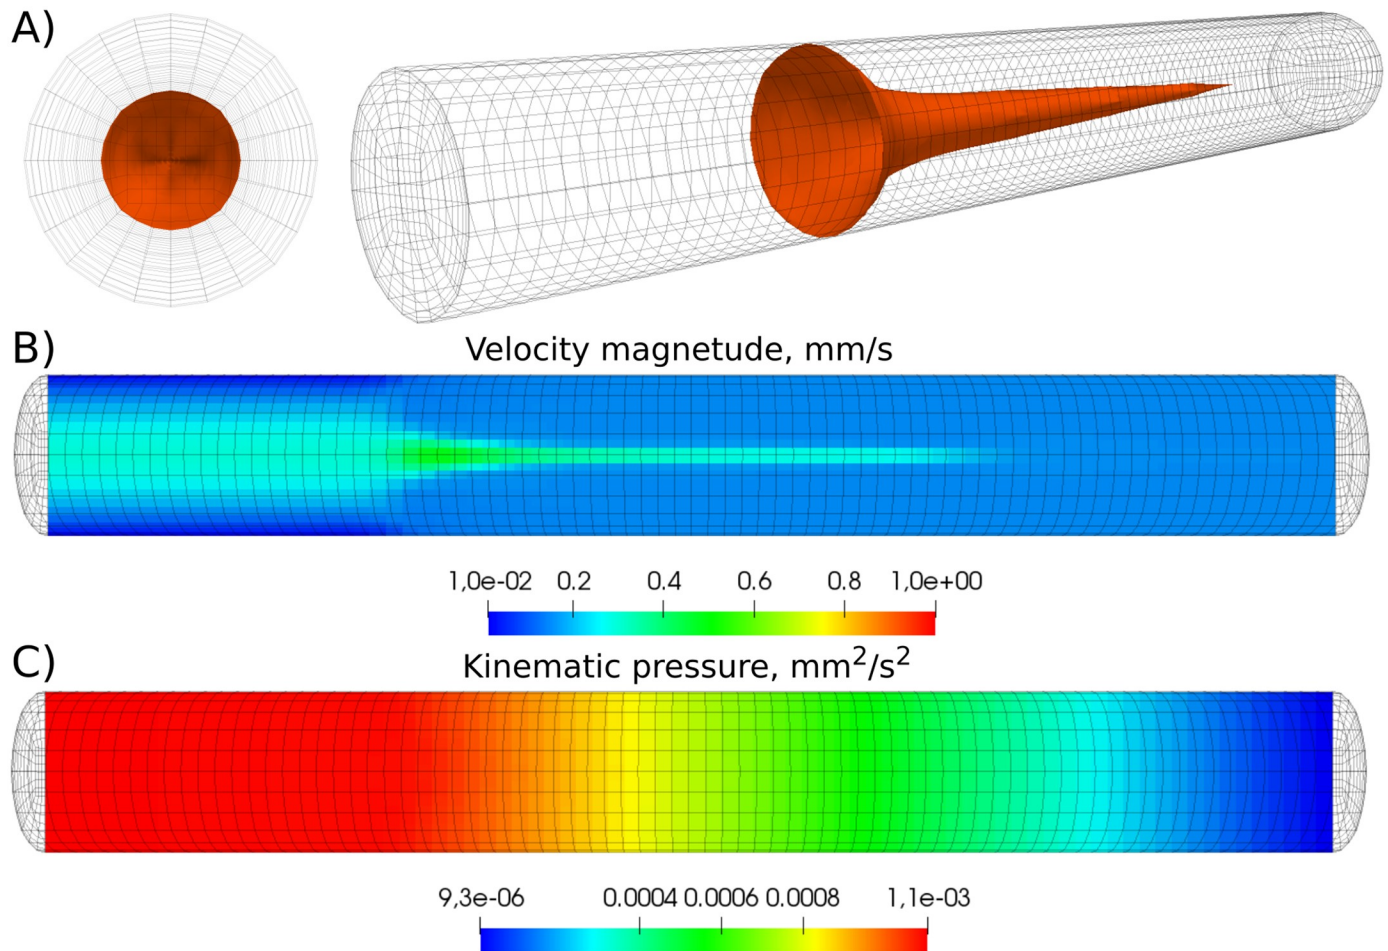 A)
B)
Velocity magnetude, mm/s
1,0e-02 0.2 0.4 0.6 0.8 1,0e+00
C)
Kinematic pressure, mm²/s²
9,3e-06 0.0004 0.0006 0.0008 1,1e-03